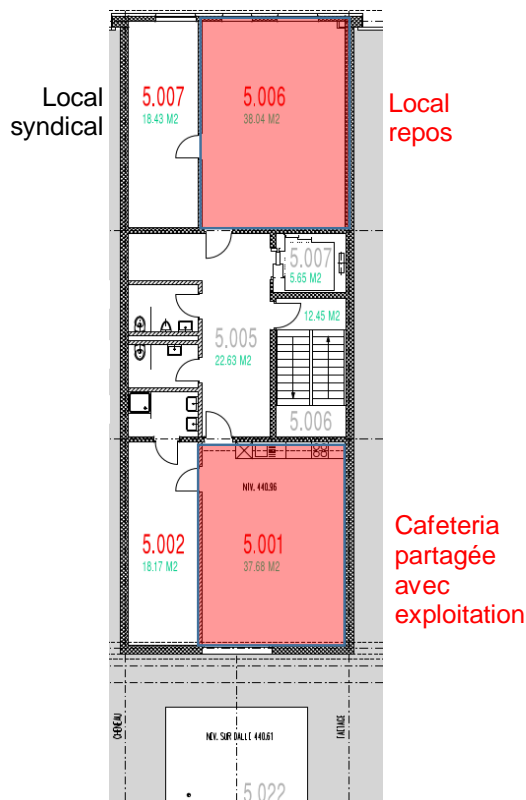 Local
syndical
5.007
18.43 M2
5.006
38.04 M2
Local
repos
5.007
5.65 M2
12.45 M2
5.005
22.63 M2
5.006
NIV. 440.96
5.002
18.17 M2
5.001
37.68 M2
Cafeteria
partagée
avec
exploitation
CHENEAU
NIV. SUR DALLE 440.61
5.022